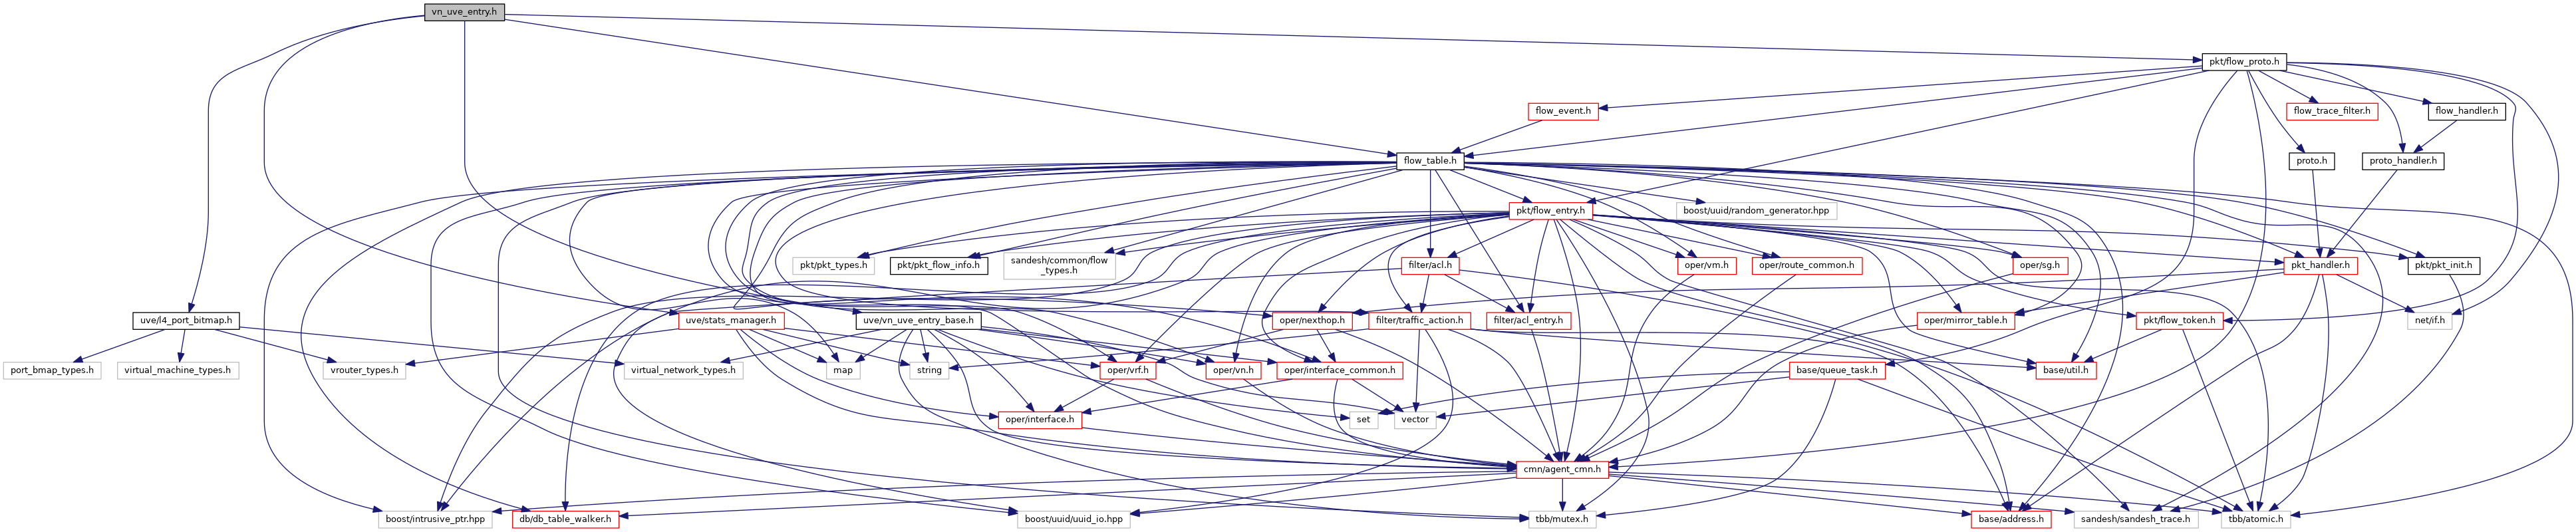 vn_uve_entry.h
pkt/flow_proto.h
flow_event.h
flow_trace_filter.h
flow_handler.h
flow_table.h
proto.h
proto_handler.h
pkt/flow_entry.h
boost/uuid/random_generator.hpp
pkt/pkt_types.h
pkt/pkt_flow_info.h
sandesh/common/flow
_types.h
filter/acl.h
oper/vm.h
oper/route_common.h
oper/sg.h
pkt_handler.h
pkt/pkt_init.h
uve/l4_port_bitmap.h
uve/stats_manager.h
uve/vn_uve_entry_base.h
oper/nexthop.h
filter/traffic_action.h
filter/acl_entry.h
oper/mirror_table.h
pkt/flow_token.h
net/if.h
port_bmap_types.h
virtual_machine_types.h
vrouter_types.h
virtual_network_types.h
map
string
oper/vrf.h
oper/vn.h
oper/interface_common.h
base/queue_task.h
base/util.h
oper/interface.h
set
vector
cmn/agent_cmn.h
boost/intrusive_ptr.hpp
db/db_table_walker.h
boost/uuid/uuid_io.hpp
tbb/mutex.h
base/address.h
sandesh/sandesh_trace.h
tbb/atomic.h